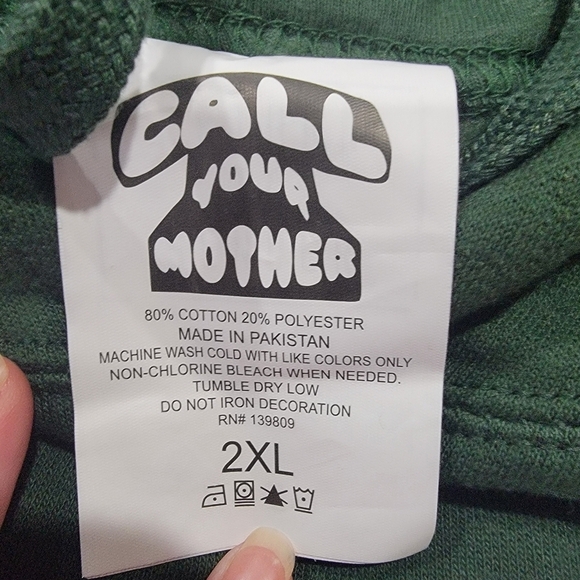 CALL
YOUR
MOTHER
80% COTTON 20% POLYESTER
MADE IN PAKISTAN
MACHINE WASH COLD WITH LIKE COLORS ONLY
NON-CHLORINE BLEACH WHEN NEEDED.
TUMBLE DRY LOW
DO NOT IRON DECORATION
RN# 139809
2XL